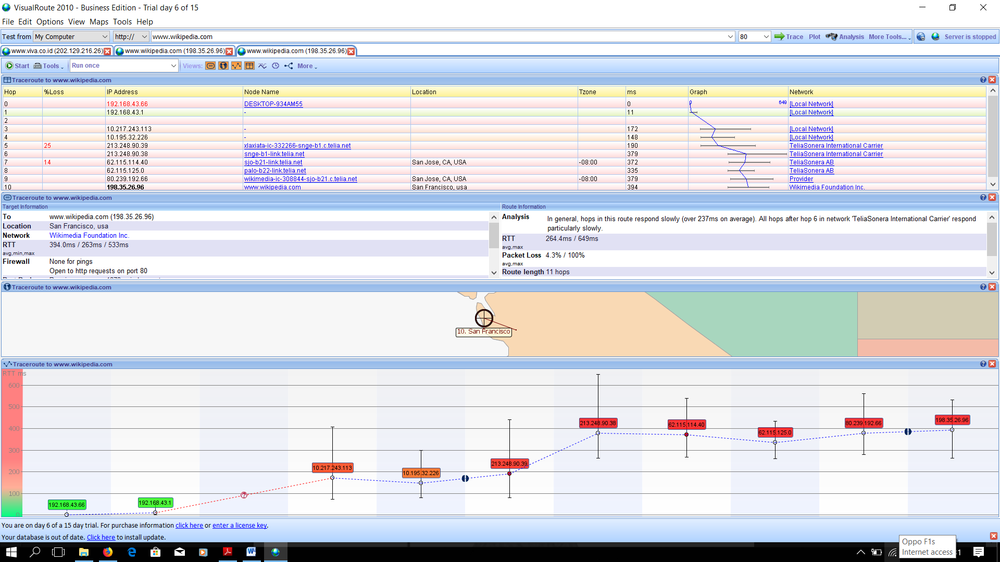 VisualRoute 2010 - Business Edition - Trial day 6 of 15
File Edit Options View Maps Tools Help
Test from My Computer http:// www.wikipedia.com 80 Trace Plot Analysis More Tools... Server is stopped
www.viva.co.id (202.129.216.26) www.wikipedia.com (198.35.26.96) www.wikipedia.com (198.35.26.96)
Start Tools Run once Views: More
Traceroute to www.wikipedia.com
Hop %Loss IP Address Node Name Location Tzone ms Graph Network
0 192.168.43.66 DESKTOP-934AM55 0 0 649 [Local Network]
1 192.168.43.1 - 11 [Local Network]
2
3 10.217.243.113 - 172 [Local Network]
4 10.195.32.226 - 148 [Local Network]
5 25 213.248.90.39 xlaxiata-ic-332266-snge-b1.c.telia.net 190 TeliaSonera International Carrier
6 213.248.90.38 snge-b1-link.telia.net 379 TeliaSonera International Carrier
7 14 62.115.114.40 sjo-b21-link.telia.net San Jose, CA, USA -08:00 372 TeliaSonera AB
8 62.115.125.0 palo-b22-link.telia.net 335 TeliaSonera AB
9 80.239.192.66 wikimedia-ic-308844-sjo-b21.c.telia.net San Jose, CA, USA -08:00 379 Provider
10 198.35.26.96 www.wikipedia.com San Francisco, usa 394 Wikimedia Foundation Inc.
Traceroute to www.wikipedia.com
Target Information
To www.wikipedia.com (198.35.26.96)
Location San Francisco, usa
Network Wikimedia Foundation Inc.
RTT 394.0ms / 263ms / 533ms
avg,min,max
Firewall None for pings
Open to http requests on port 80
Route Information
Analysis In general, hops in this route respond slowly (over 237ms on average). All hops after hop 6 in network 'TeliaSonera International Carrier' respond
particularly slowly.
RTT 264.4ms / 649ms
avg,max
Packet Loss 4.3% / 100%
avg,max
Route length 11 hops
Traceroute to www.wikipedia.com
10. San Francisco
Traceroute to www.wikipedia.com
RTT ms
600
500
400
300
200
100
0
192.168.43.66
192.168.43.1
?
10.217.243.113
10.195.32.226
213.248.90.39
213.248.90.38
62.115.114.40
62.115.125.0
80.239.192.66
198.35.26.96
You are on day 6 of a 15 day trial. For purchase information click here or enter a license key.
Your database is out of date. Click here to install update.
Oppo F1s
Internet access